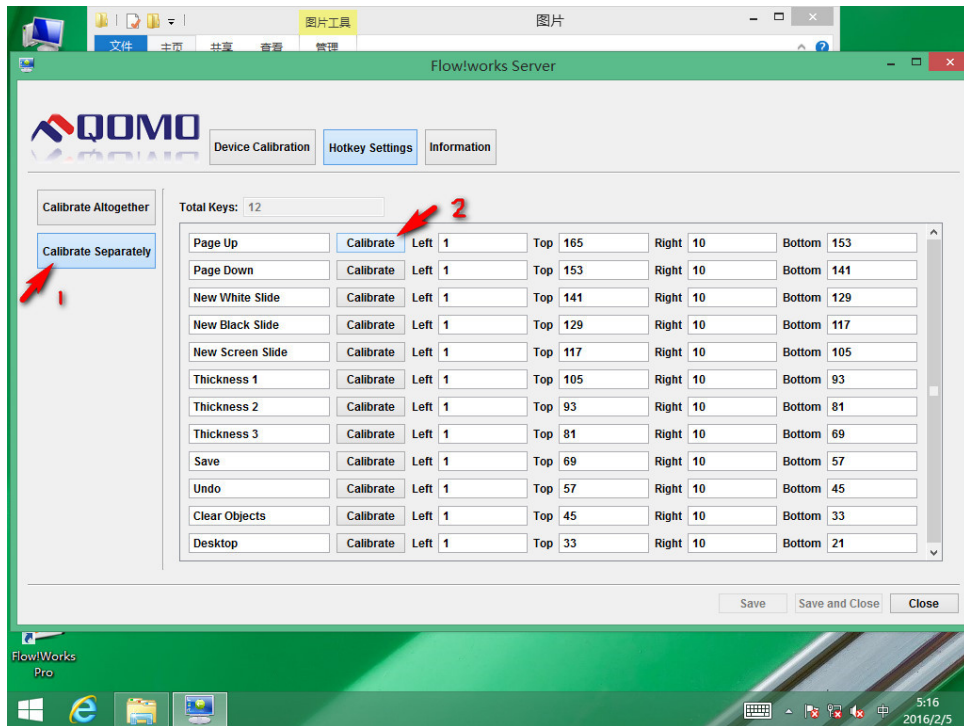 图片工具 图片
文件 主页 共享 查看 管理
Flow!works Server
QOMO
Device Calibration Hotkey Settings Information
Calibrate Altogether
Total Keys: 12
2
Calibrate Separately
1
Page Up Calibrate Left 1 Top 165 Right 10 Bottom 153
Page Down Calibrate Left 1 Top 153 Right 10 Bottom 141
New White Slide Calibrate Left 1 Top 141 Right 10 Bottom 129
New Black Slide Calibrate Left 1 Top 129 Right 10 Bottom 117
New Screen Slide Calibrate Left 1 Top 117 Right 10 Bottom 105
Thickness 1 Calibrate Left 1 Top 105 Right 10 Bottom 93
Thickness 2 Calibrate Left 1 Top 93 Right 10 Bottom 81
Thickness 3 Calibrate Left 1 Top 81 Right 10 Bottom 69
Save Calibrate Left 1 Top 69 Right 10 Bottom 57
Undo Calibrate Left 1 Top 57 Right 10 Bottom 45
Clear Objects Calibrate Left 1 Top 45 Right 10 Bottom 33
Desktop Calibrate Left 1 Top 33 Right 10 Bottom 21
Save Save and Close Close
Flow!Works
Pro
中
5:16
2016/2/5